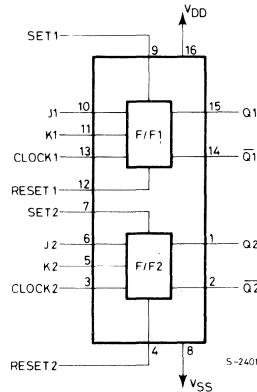 VDD
SET1
9 16
J1 10 15 Q1
K1 11 F/F1
CLOCK1 13 14 Q̅1
RESET1 12
SET2 7
J2 6 1 Q2
K2 5 F/F2
CLOCK2 3 2 Q̅2
4 8
RESET2
VSS
S-2401